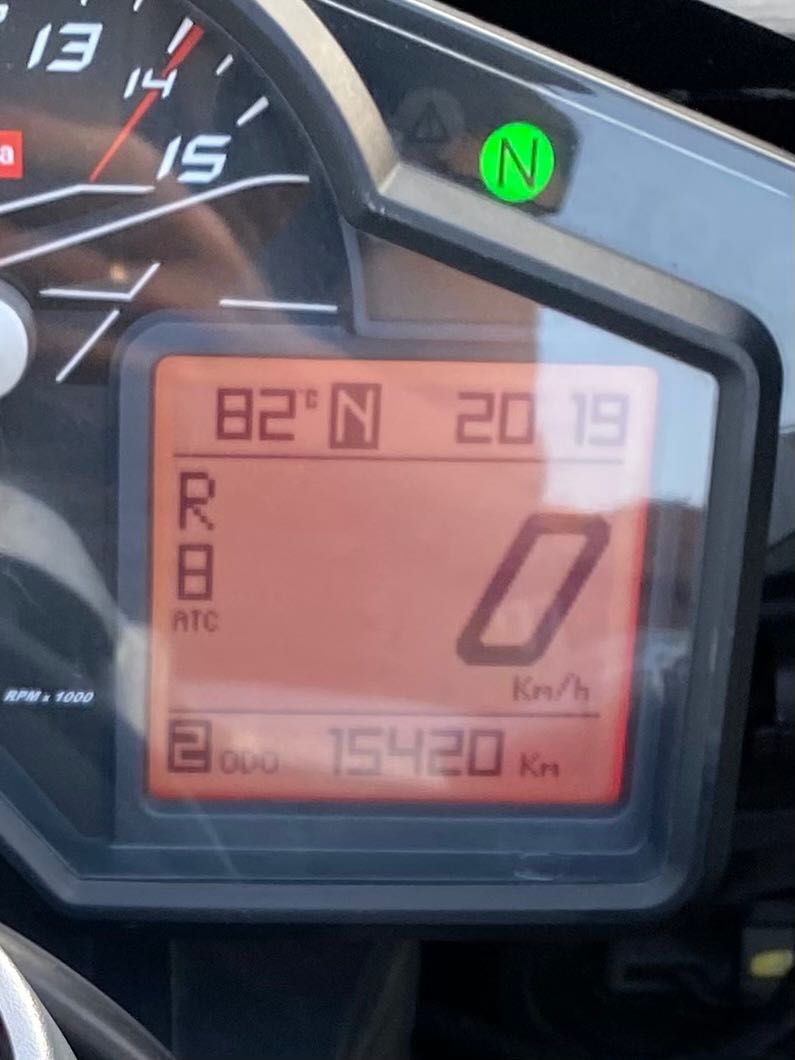 13
14
15
a
N
82°C N 20 19
R
8
ATC
0
Km/h
RPM x 1000
2 ODO 15420 Km